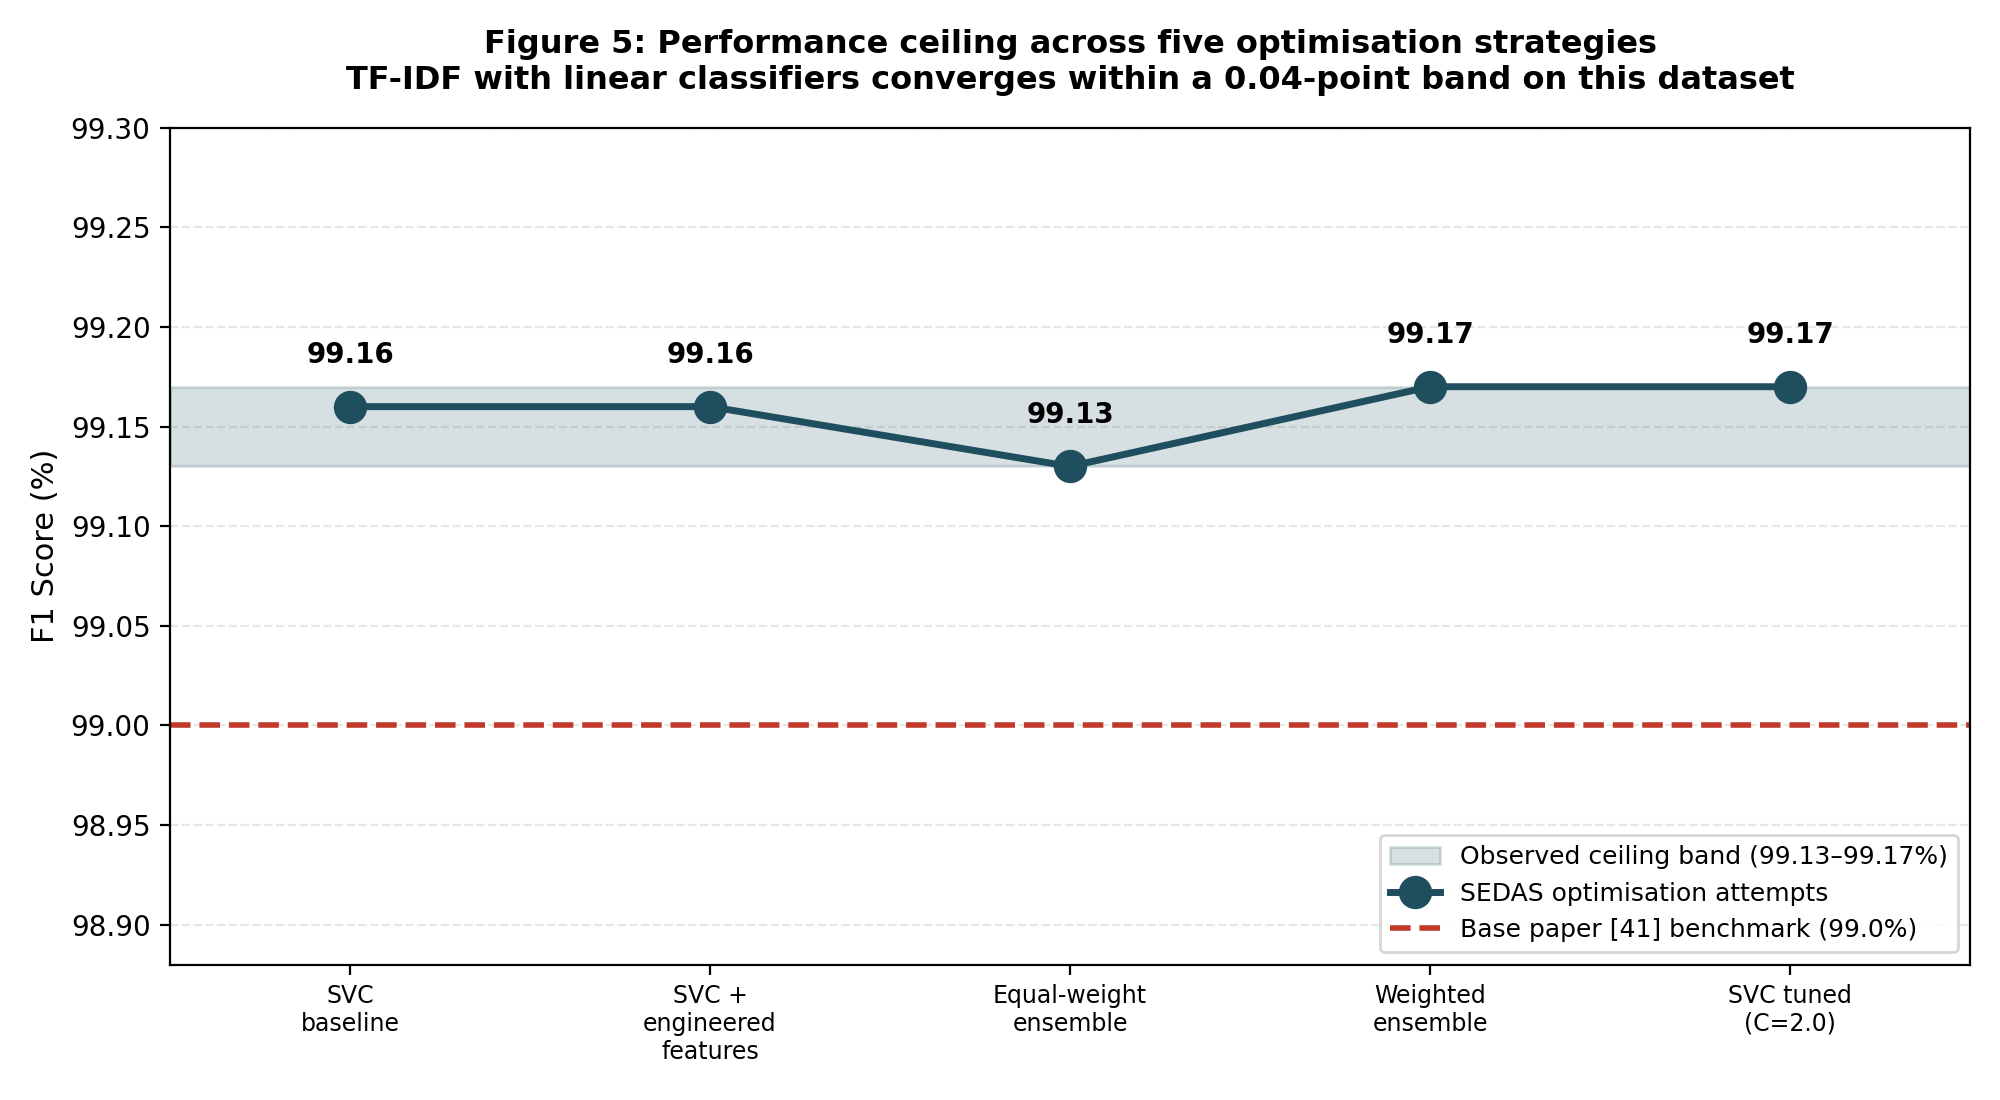 Figure 5: Performance ceiling across five optimisation strategies
TF-IDF with linear classifiers converges within a 0.04-point band on this dataset
F1 Score (%)
99.30
99.25
99.20
99.15
99.10
99.05
99.00
98.95
98.90
99.16
99.16
99.13
99.17
99.17
Observed ceiling band (99.13–99.17%)
SEDAS optimisation attempts
Base paper [41] benchmark (99.0%)
SVC
baseline
SVC +
engineered
features
Equal-weight
ensemble
Weighted
ensemble
SVC tuned
(C=2.0)